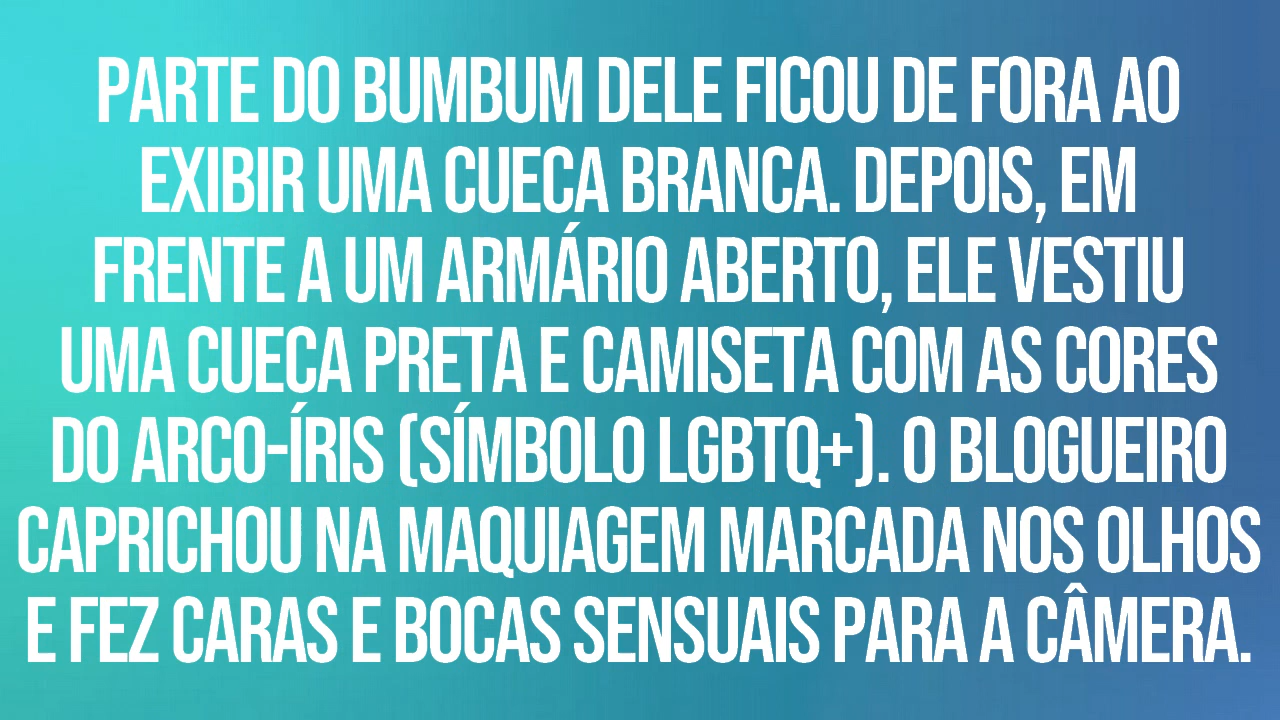 PARTE DO BUMBUM DELE FICOU DE FORA AO
EXIBIR UMA CUECA BRANCA. DEPOIS, EM
FRENTE A UM ARMÁRIO ABERTO, ELE VESTIU
UMA CUECA PRETA E CAMISETA COM AS CORES
DO ARCO-ÍRIS (SÍMBOLO LGBTQ+). O BLOGUEIRO
CAPRICHOU NA MAQUIAGEM MARCADA NOS OLHOS
E FEZ CARAS E BOCAS SENSUAIS PARA A CÂMERA.